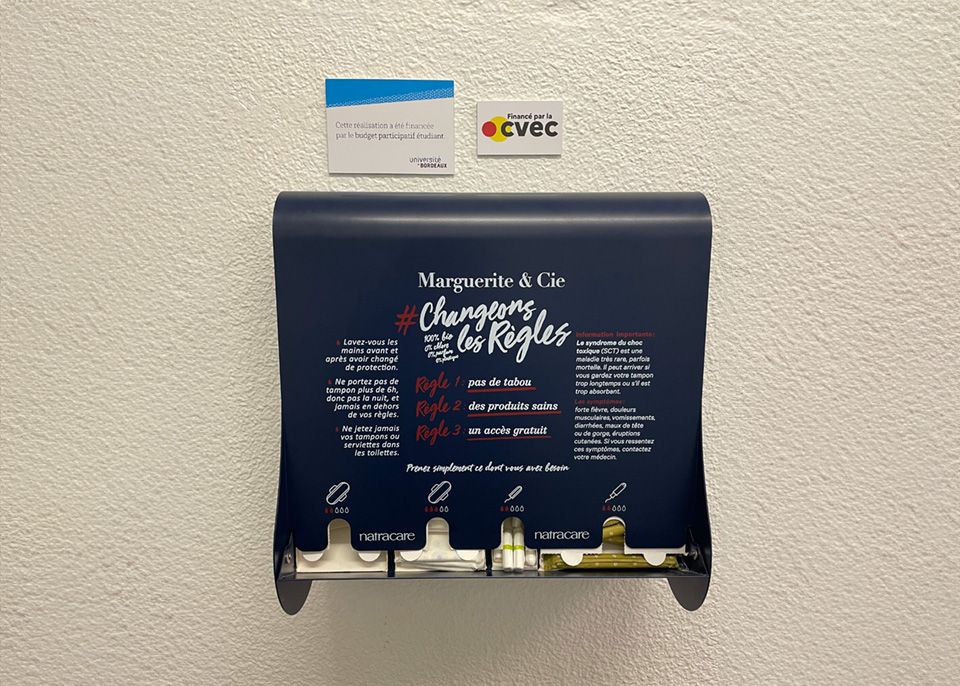 Cette réalisation a été financée
par le budget participatif étudiant.
université
de BORDEAUX
Financé par la
cvec
Marguerite & Cie
#Changeons
les Règles
100% bio
0% chlore
0% parfum
0% plastique
Lavez-vous les
mains avant et
après avoir changé
de protection.
Ne portez pas de
tampon plus de 6h,
donc pas la nuit, et
jamais en dehors
de vos règles.
Ne jetez jamais
vos tampons ou
serviettes dans
les toilettes.
Règle 1 : pas de tabou
Règle 2 : des produits sains
Règle 3 : un accès gratuit
Information importante :
Le syndrome du choc
toxique (SCT) est une
maladie très rare, parfois
mortelle. Il peut arriver si
vous gardez votre tampon
trop longtemps ou s'il est
trop absorbant.
Les symptômes :
forte fièvre, douleurs
musculaires, vomissements,
diarrhées, maux de tête
ou de gorge, éruptions
cutanées. Si vous ressentez
ces symptômes, contactez
votre médecin.
Prenez simplement ce dont vous avez besoin
natracare
natracare